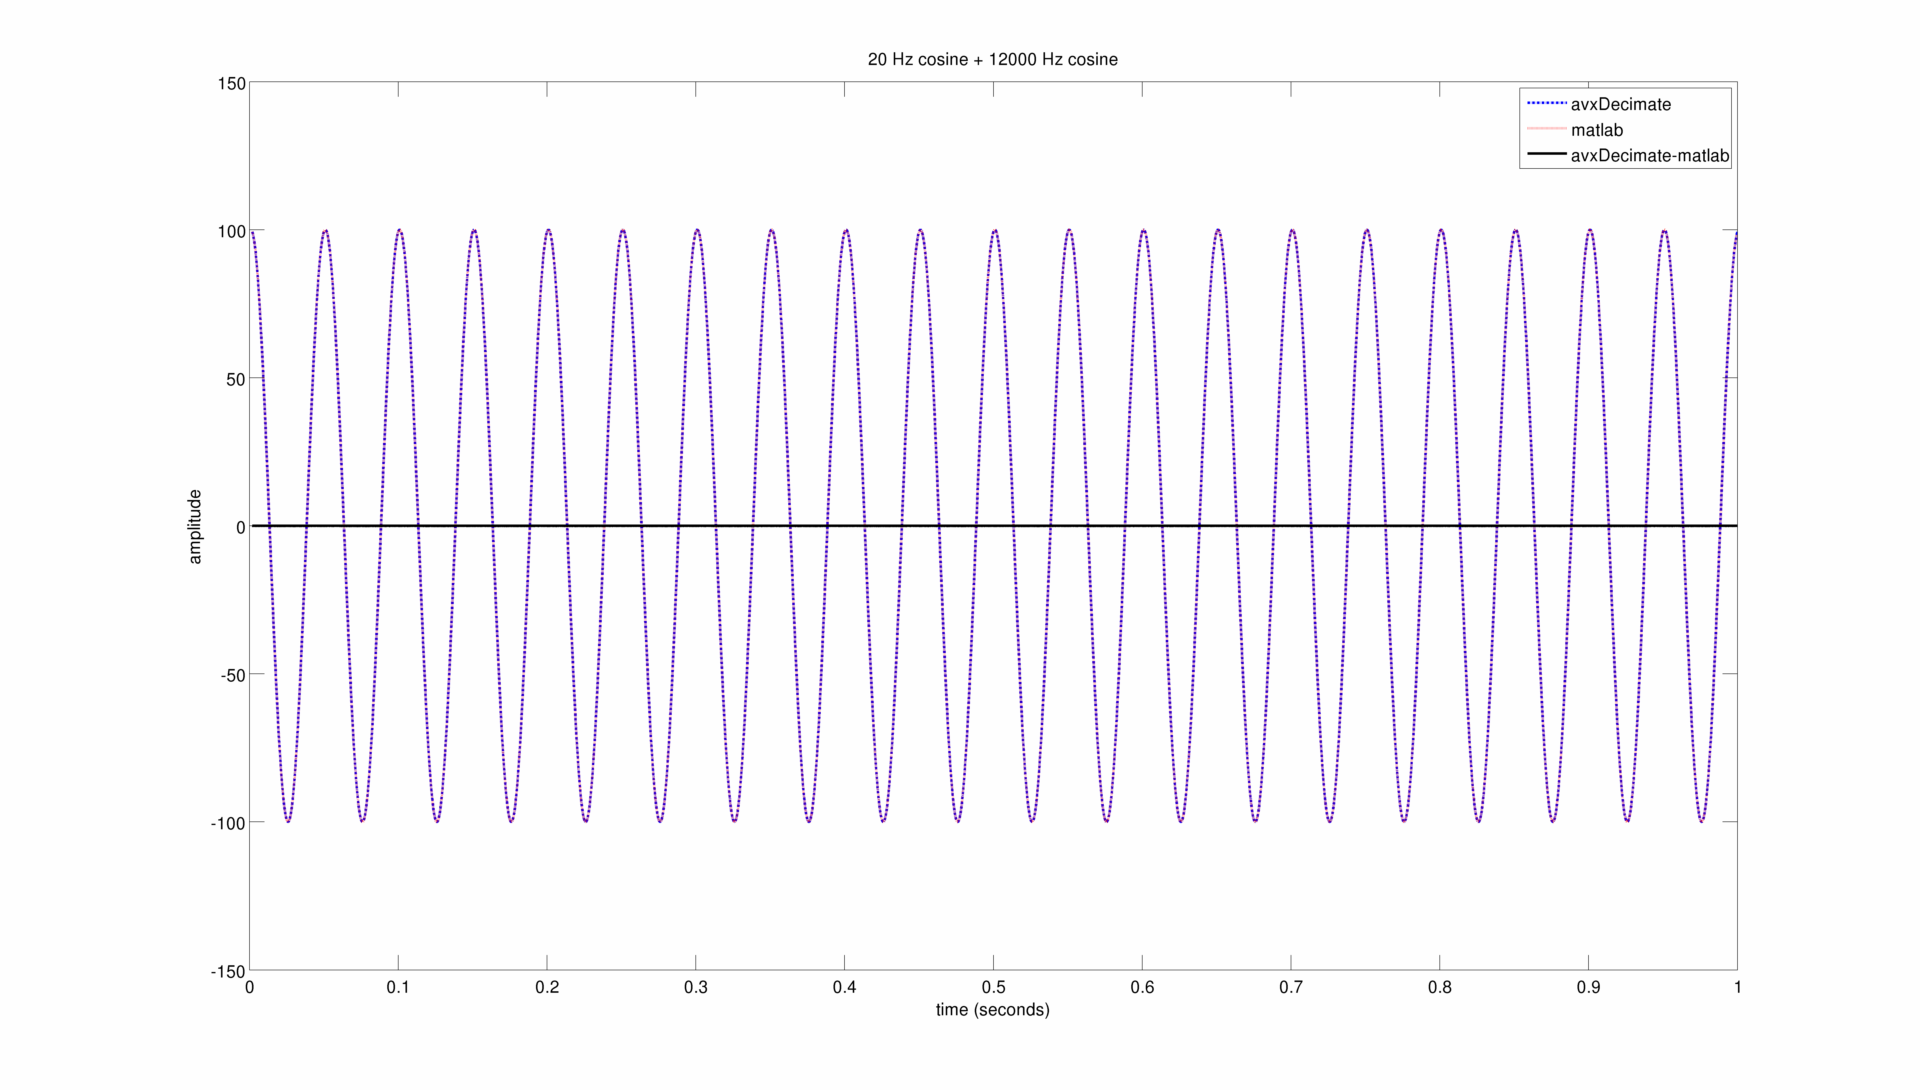 20 Hz cosine + 12000 Hz cosine
150
100
50
0
-50
-100
-150
amplitude
avxDecimate
matlab
avxDecimate-matlab
0 0.1 0.2 0.3 0.4 0.5 0.6 0.7 0.8 0.9 1
time (seconds)